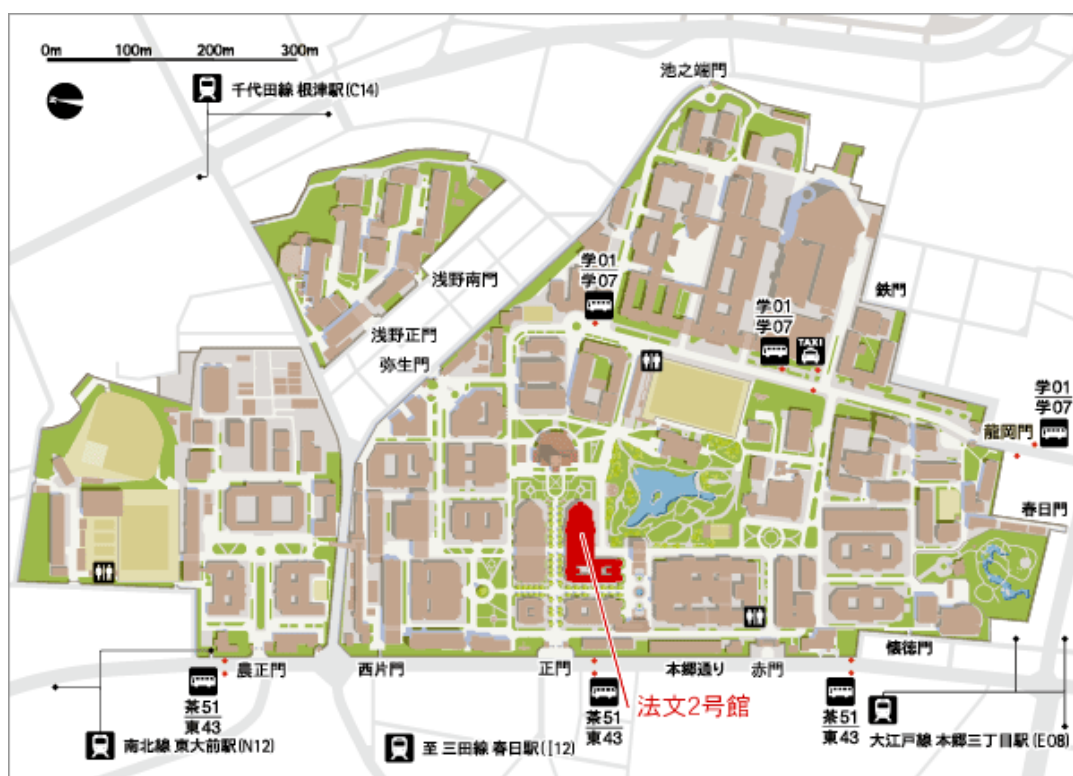 0m 100m 200m 300m
千代田線 根津駅(C14)
池之端門
浅野南門
学01
学07
浅野正門
弥生門
学01
学07
TAXI
鉄門
学01
学07
龍岡門
春日門
農正門
西片門
正門
本郷通り
赤門
懐徳門
茶51
東43
茶51
東43
法文2号館
茶51
東43
南北線 東大前駅(N12)
至 三田線 春日駅(I12)
大江戸線 本郷三丁目駅(E08)